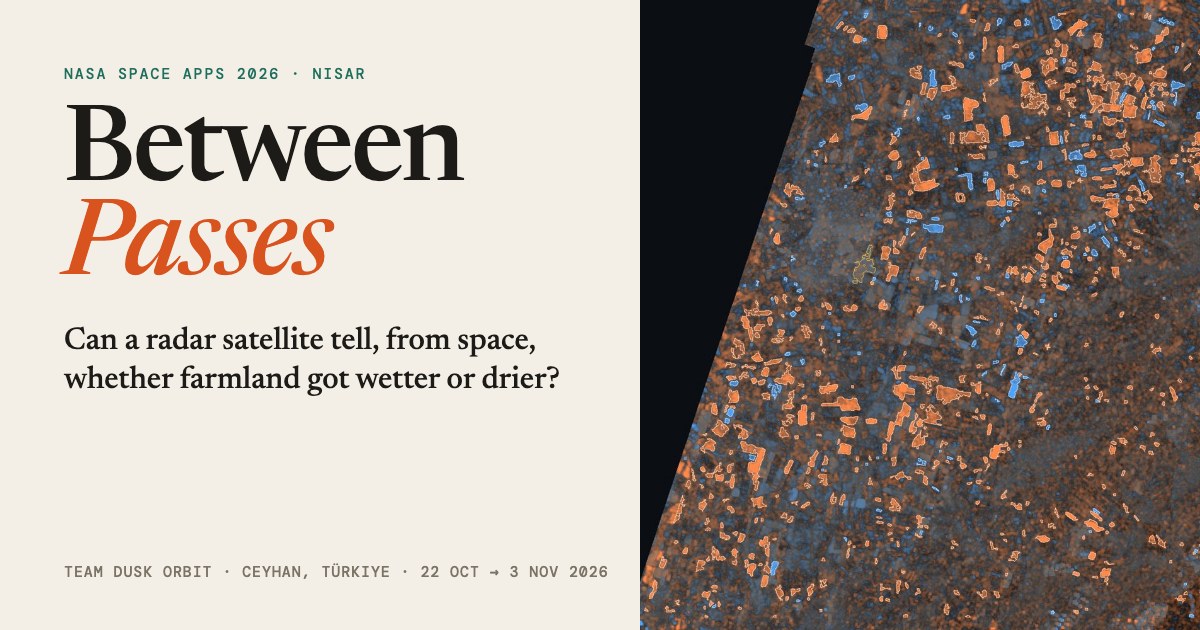 NASA SPACE APPS 2026 · NISAR
Between
Passes
Can a radar satellite tell, from space,
whether farmland got wetter or drier?
TEAM DUSK ORBIT · CEYHAN, TÜRKIYE · 22 OCT → 3 NOV 2026